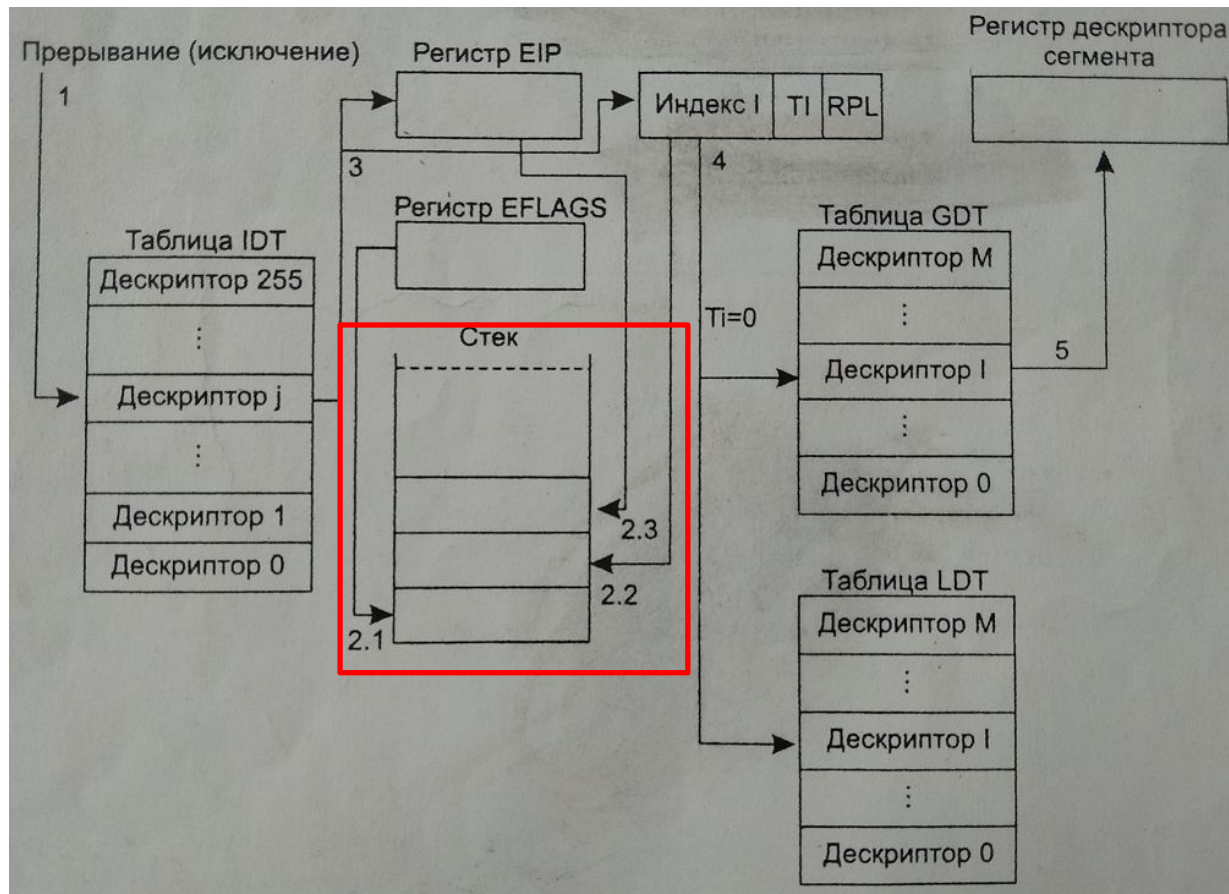 Прерывание (исключение)
1
Регистр EIP
Индекс I TI RPL
Регистр дескриптора
сегмента
3
4
Регистр EFLAGS
Таблица IDT
Дескриптор 255
⋮
Дескриптор j
⋮
Дескриптор 1
Дескриптор 0
Стек
2.3
2.2
2.1
Ti=0
Таблица GDT
Дескриптор M
⋮
Дескриптор I
⋮
Дескриптор 0
5
Таблица LDT
Дескриптор M
⋮
Дескриптор I
⋮
Дескриптор 0